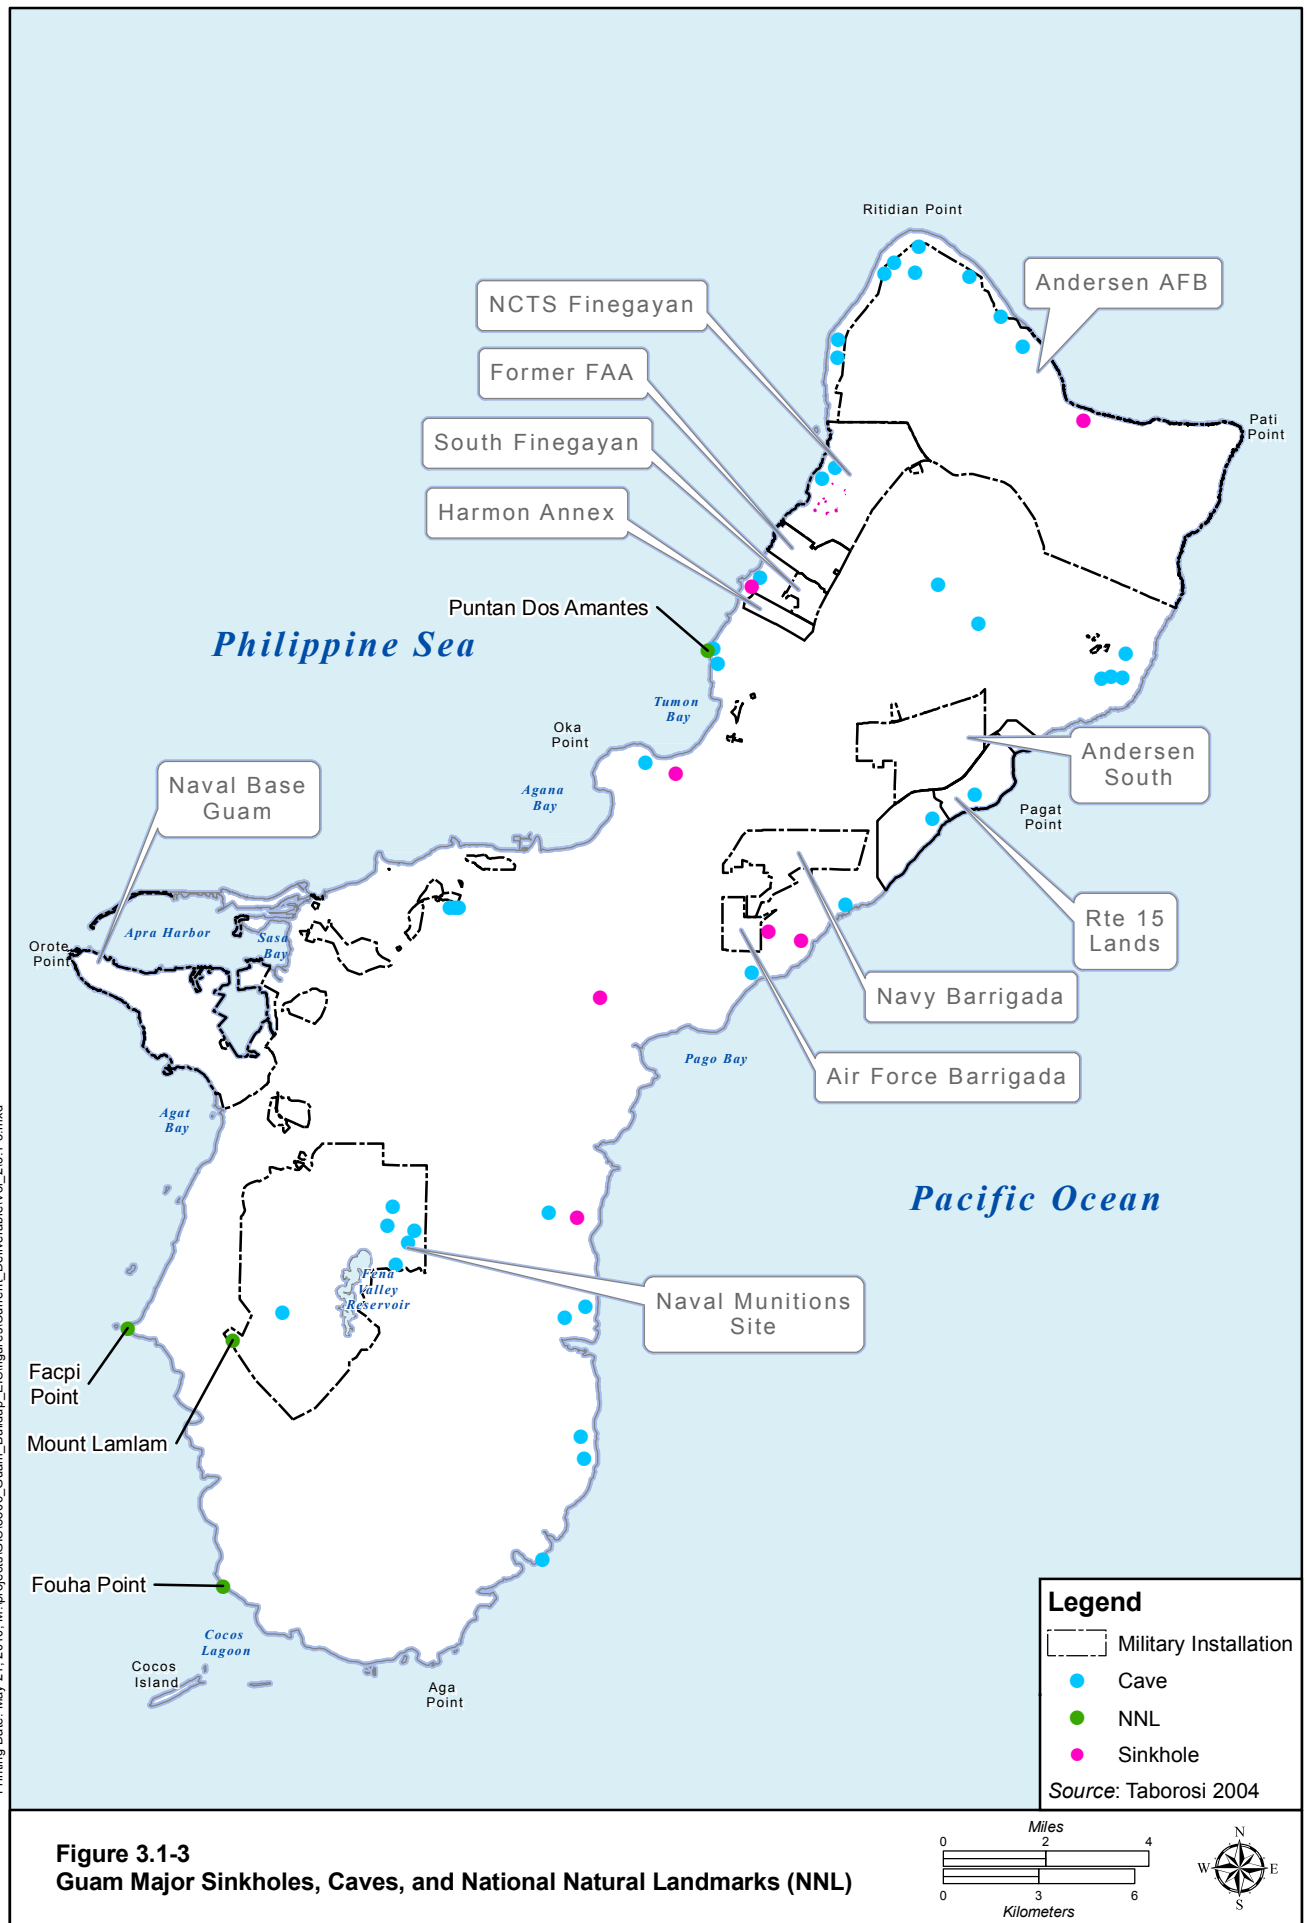 Ritidian Point
Andersen AFB
NCTS Finegayan
Former FAA
South Finegayan
Harmon Annex
Pati
Point
Puntan Dos Amantes
Philippine Sea
Tumon
Bay
Oka
Point
Andersen
South
Naval Base
Guam
Agana
Bay
Pagat
Point
Rte 15
Lands
Apra Harbor
Sasa
Bay
Orote
Point
Navy Barrigada
Pago Bay
Air Force Barrigada
Agat
Bay
Pacific Ocean
Fena
Valley
Reservoir
Naval Munitions
Site
Facpi
Point
Mount Lamlam
Fouha Point
Cocos
Lagoon
Cocos
Island
Aga
Point
Legend
Military Installation
Cave
NNL
Sinkhole
Source: Taborosi 2004
Figure 3.1-3
Guam Major Sinkholes, Caves, and National Natural Landmarks (NNL)
Miles
0 2 4
0 3 6
Kilometers
N
W E
S